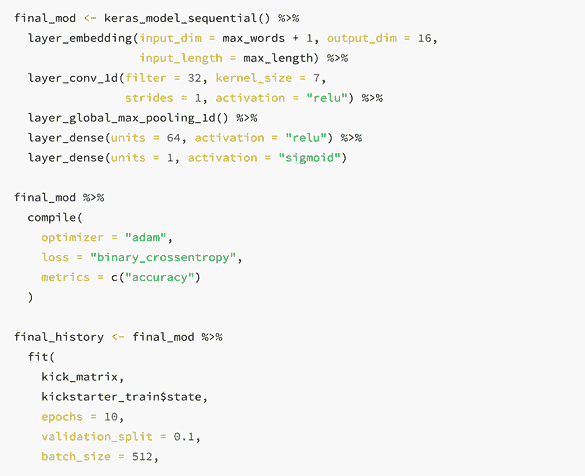 final_mod <- keras_model_sequential() %>%
  layer_embedding(input_dim = max_words + 1, output_dim = 16,
                  input_length = max_length) %>%
  layer_conv_1d(filter = 32, kernel_size = 7,
                strides = 1, activation = "relu") %>%
  layer_global_max_pooling_1d() %>%
  layer_dense(units = 64, activation = "relu") %>%
  layer_dense(units = 1, activation = "sigmoid")

final_mod %>%
  compile(
    optimizer = "adam",
    loss = "binary_crossentropy",
    metrics = c("accuracy")
  )

final_history <- final_mod %>%
  fit(
    kick_matrix,
    kickstarter_train$state,
    epochs = 10,
    validation_split = 0.1,
    batch_size = 512,